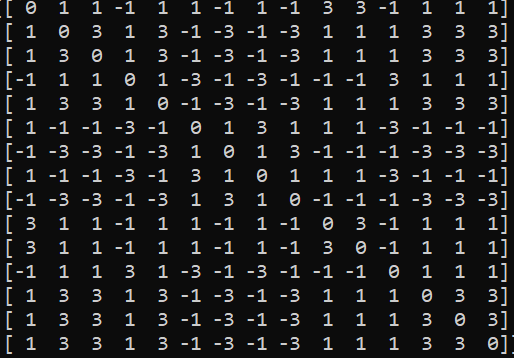 [[ 0  1  1 -1  1  1 -1  1 -1  3  3 -1  1  1  1]
[ 1  0  3  1  3 -1 -3 -1 -3  1  1  1  3  3  3]
[ 1  3  0  1  3 -1 -3 -1 -3  1  1  1  3  3  3]
[-1  1  1  0  1 -3 -1 -3 -1 -1 -1  3  1  1  1]
[ 1  3  3  1  0 -1 -3 -1 -3  1  1  1  3  3  3]
[ 1 -1 -1 -3 -1  0  1  3  1  1  1 -3 -1 -1 -1]
[-1 -3 -3 -1 -3  1  0  1  3 -1 -1 -1 -3 -3 -3]
[ 1 -1 -1 -3 -1  3  1  0  1  1  1 -3 -1 -1 -1]
[-1 -3 -3 -1 -3  1  3  1  0 -1 -1 -1 -3 -3 -3]
[ 3  1  1 -1  1  1 -1  1 -1  0  3 -1  1  1  1]
[ 3  1  1 -1  1  1 -1  1 -1  3  0 -1  1  1  1]
[-1  1  1  3  1 -3 -1 -3 -1 -1 -1  0  1  1  1]
[ 1  3  3  1  3 -1 -3 -1 -3  1  1  1  0  3  3]
[ 1  3  3  1  3 -1 -3 -1 -3  1  1  1  3  0  3]
[ 1  3  3  1  3 -1 -3 -1 -3  1  1  1  3  3  0]]